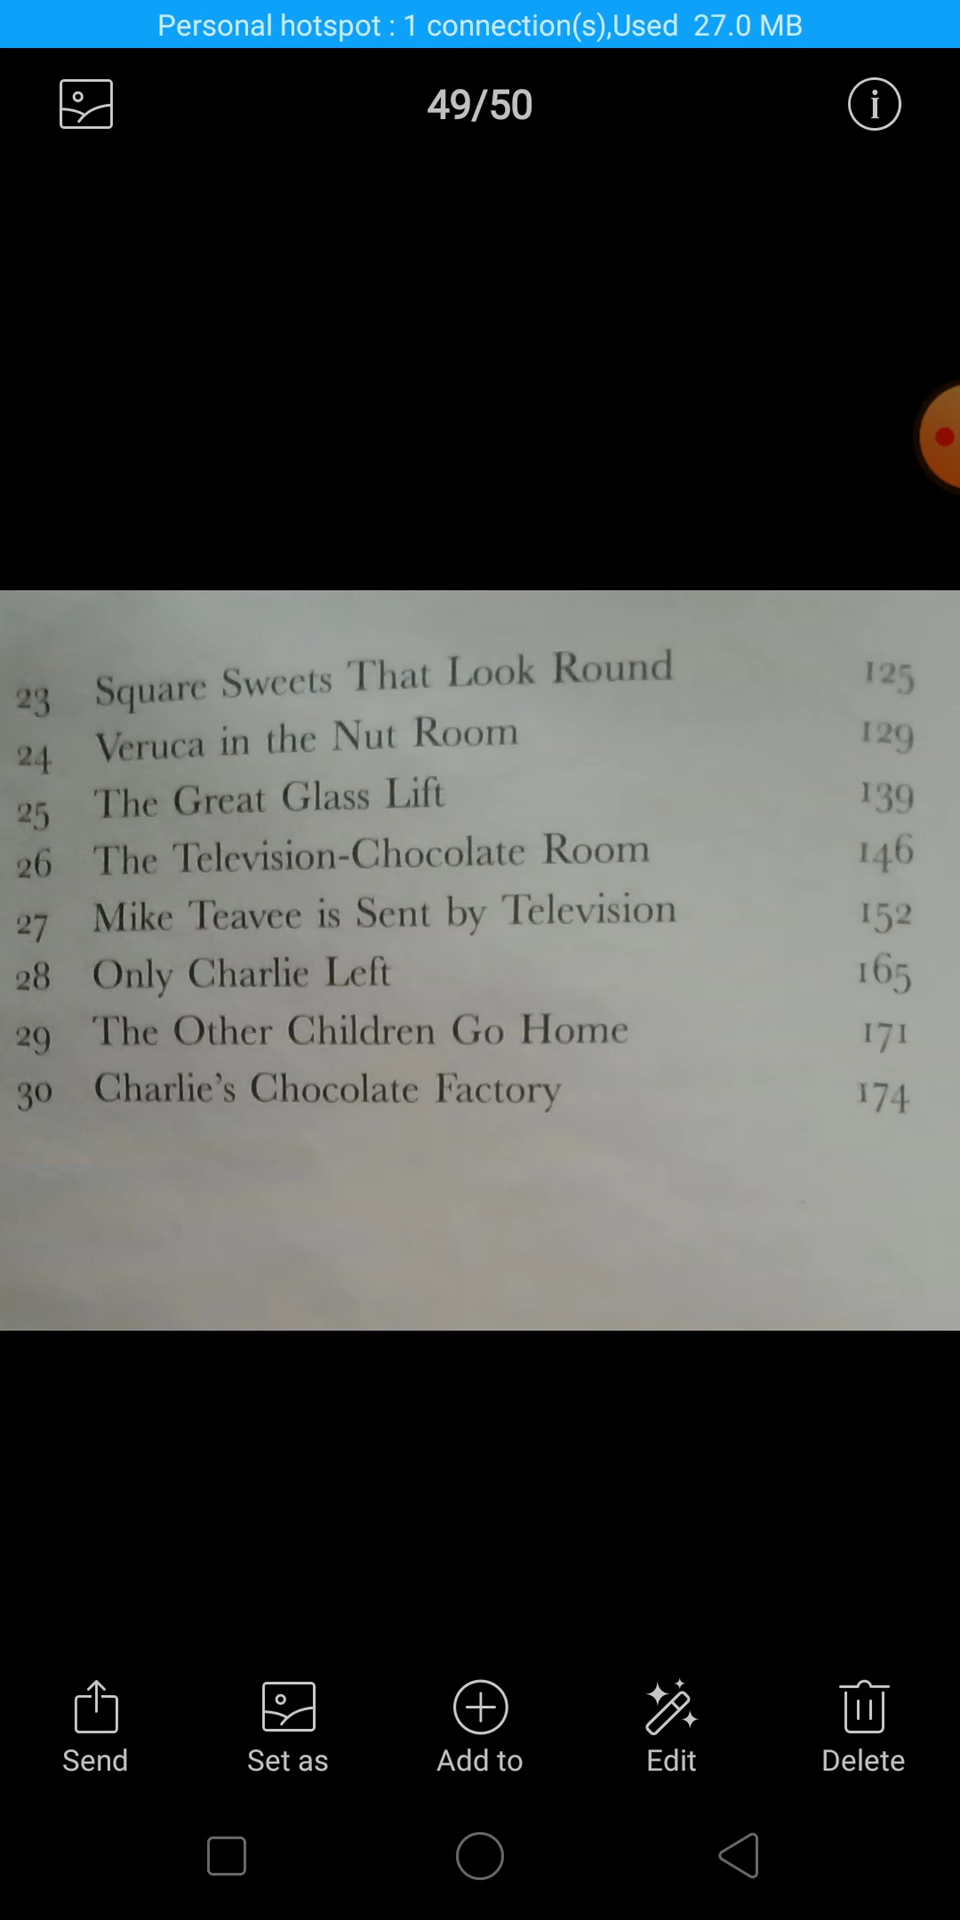 Personal hotspot : 1 connection(s),Used 27.0 MB
49/50
23 Square Sweets That Look Round 125
24 Veruca in the Nut Room 129
25 The Great Glass Lift 139
26 The Television-Chocolate Room 146
27 Mike Teavee is Sent by Television 152
28 Only Charlie Left 165
29 The Other Children Go Home 171
30 Charlie’s Chocolate Factory 174
Send Set as Add to Edit Delete